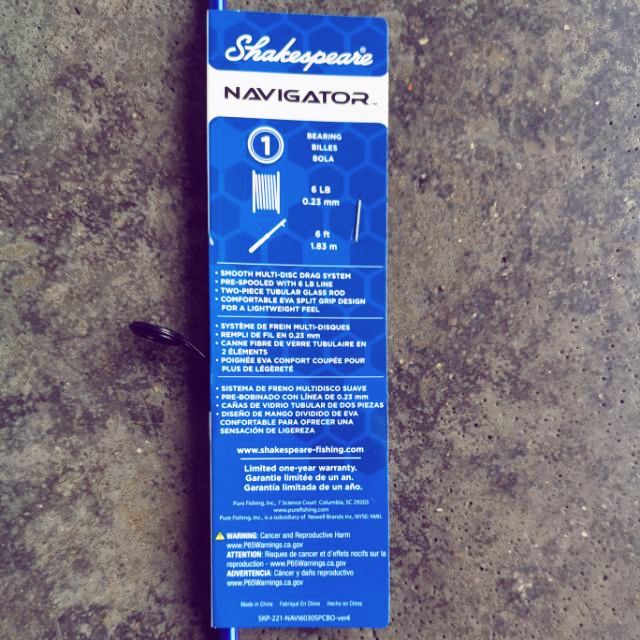 Shakespeare®
NAVIGATOR™
1
BEARING
BILLES
BOLA
6 LB
0.23 mm
6 ft
1.83 m
• SMOOTH MULTI-DISC DRAG SYSTEM
• PRE-SPOOLED WITH 6 LB LINE
• TWO-PIECE TUBULAR GLASS ROD
• COMFORTABLE EVA SPLIT GRIP DESIGN
FOR A LIGHTWEIGHT FEEL
• SYSTÈME DE FREIN MULTI-DISQUES
• REMPLI DE FIL EN 0.23 mm
• CANNE FIBRE DE VERRE TUBULAIRE EN
2 ÉLÉMENTS
• POIGNÉE EVA CONFORT COUPÉE POUR
PLUS DE LÉGÈRETÉ
• SISTEMA DE FRENO MULTIDISCO SUAVE
• PRE-BOBINADO CON LÍNEA DE 0.23 mm
• CAÑAS DE VIDRIO TUBULAR DE DOS PIEZAS
• DISEÑO DE MANGO DIVIDIDO DE EVA
CONFORTABLE PARA OFRECER UNA
SENSACIÓN DE LIGEREZA
www.shakespeare-fishing.com
Limited one-year warranty.
Garantie limitée de un an.
Garantía limitada de un año.
Pure Fishing, Inc., 7 Science Court Columbia, SC 29203
www.purefishing.com
Pure Fishing, Inc., is a subsidiary of Newell Brands Inc. NYSE: NWL
WARNING: Cancer and Reproductive Harm
www.P65Warnings.ca.gov
ATTENTION: Risques de cancer et d'effets nocifs sur la
reproduction - www.P65Warnings.ca.gov
ADVERTENCIA: Cáncer y daño reproductivo
www.P65Warnings.ca.gov
Made in China Fabriqué En China Hecho en China
SKP-221-NAVI60305PCBO-ver4